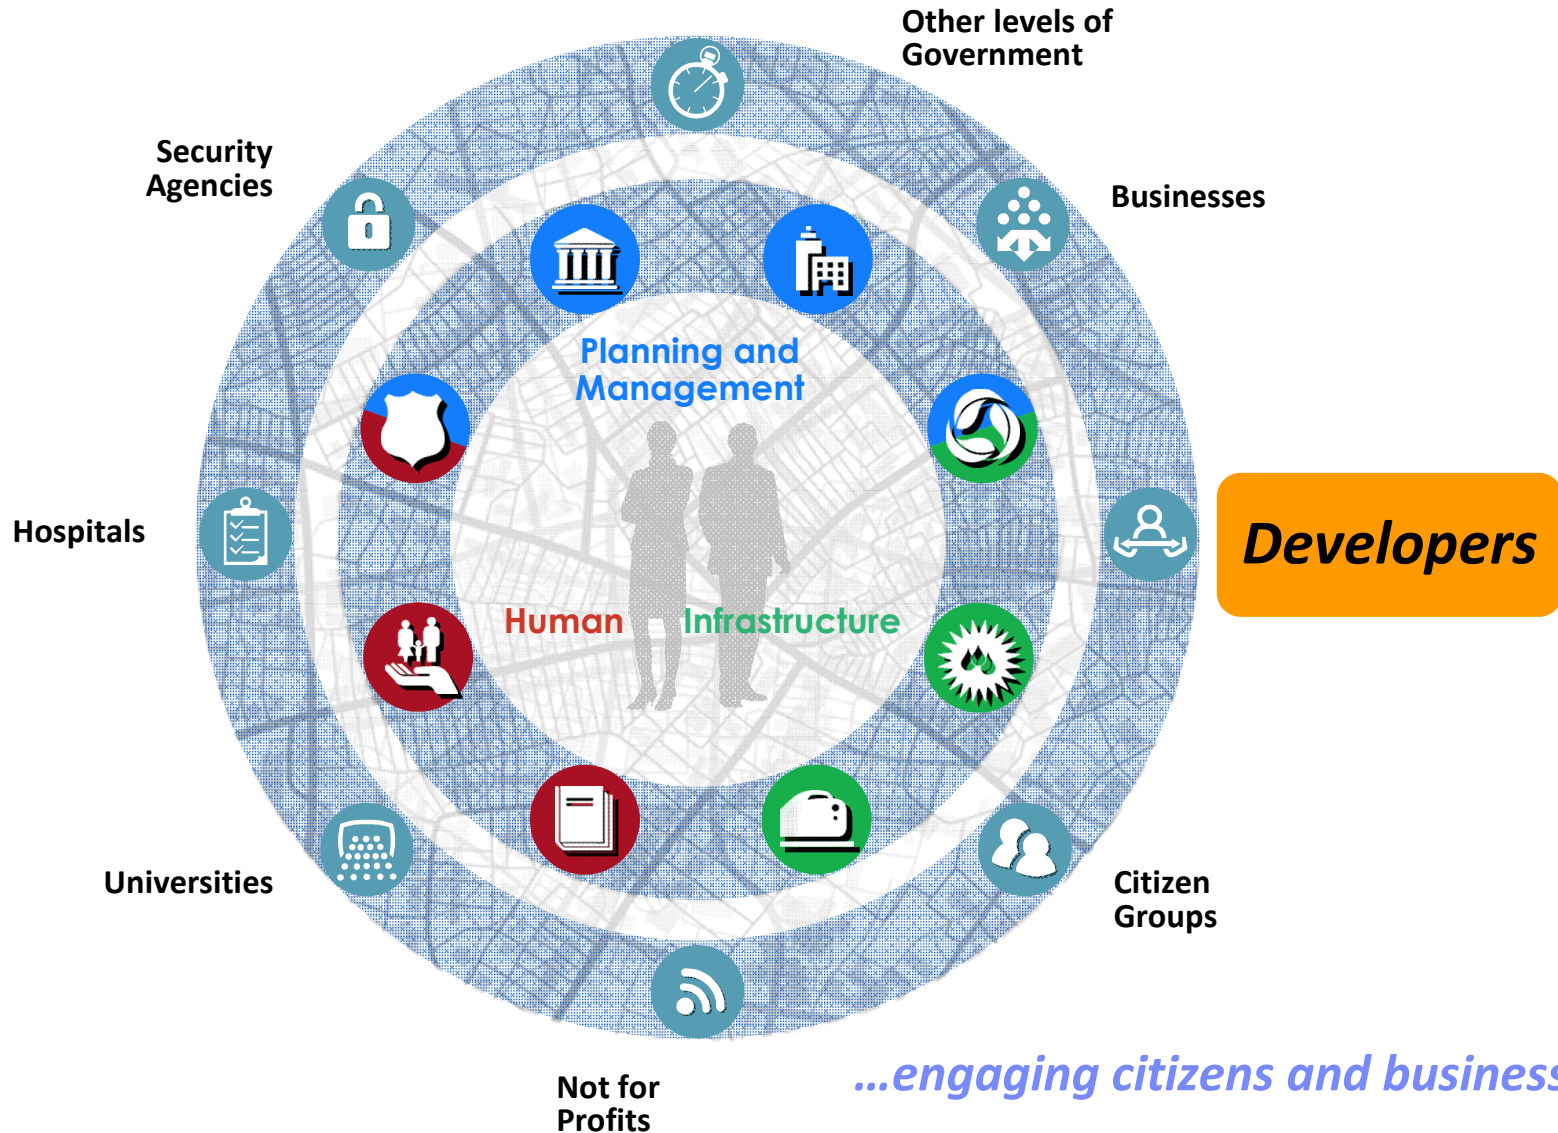 Other levels of
Government
Security
Agencies
Businesses
Planning and
Management
Hospitals
Developers
Human
Infrastructure
Universities
Citizen
Groups
...engaging citizens and business
Not for
Profits